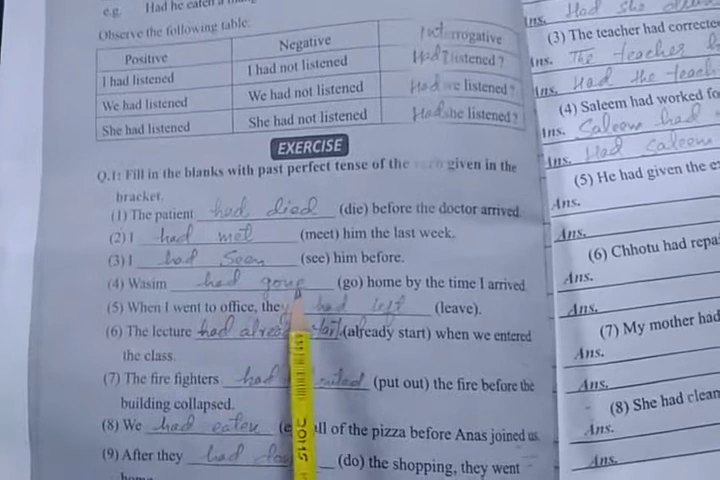 e.g. Had he eaten a
Observe the following table:
Positive Negative Interrogative
I had listened I had not listened Had I listened ?
We had listened We had not listened Had we listened ?
She had listened She had not listened Had she listened ?
EXERCISE
Q.1: Fill in the blanks with past perfect tense of the given in the
bracket.
(1) The patient had died (die) before the doctor arrived.
(2) I had met (meet) him the last week.
(3) I had seen (see) him before.
(4) Wasim had gone (go) home by the time I arrived.
(5) When I went to office, they had left (leave).
(6) The lecture had (already start) when we entered
the class.
(7) The fire fighters had (put out) the fire before the
building collapsed.
(8) We had eaten all of the pizza before Anas joined us.
(9) After they had (do) the shopping, they went
home.
20145
Ans. Had she
(3) The teacher had corrected
Ans. The teacher
Ans. Had the teach
(4) Saleem had worked fo
Ans. Saleem had
Ans. Had Saleem
(5) He had given the e
Ans.
Ans.
(6) Chhotu had repa
Ans.
Ans.
(7) My mother had
Ans.
Ans.
(8) She had clean
Ans.
Ans.